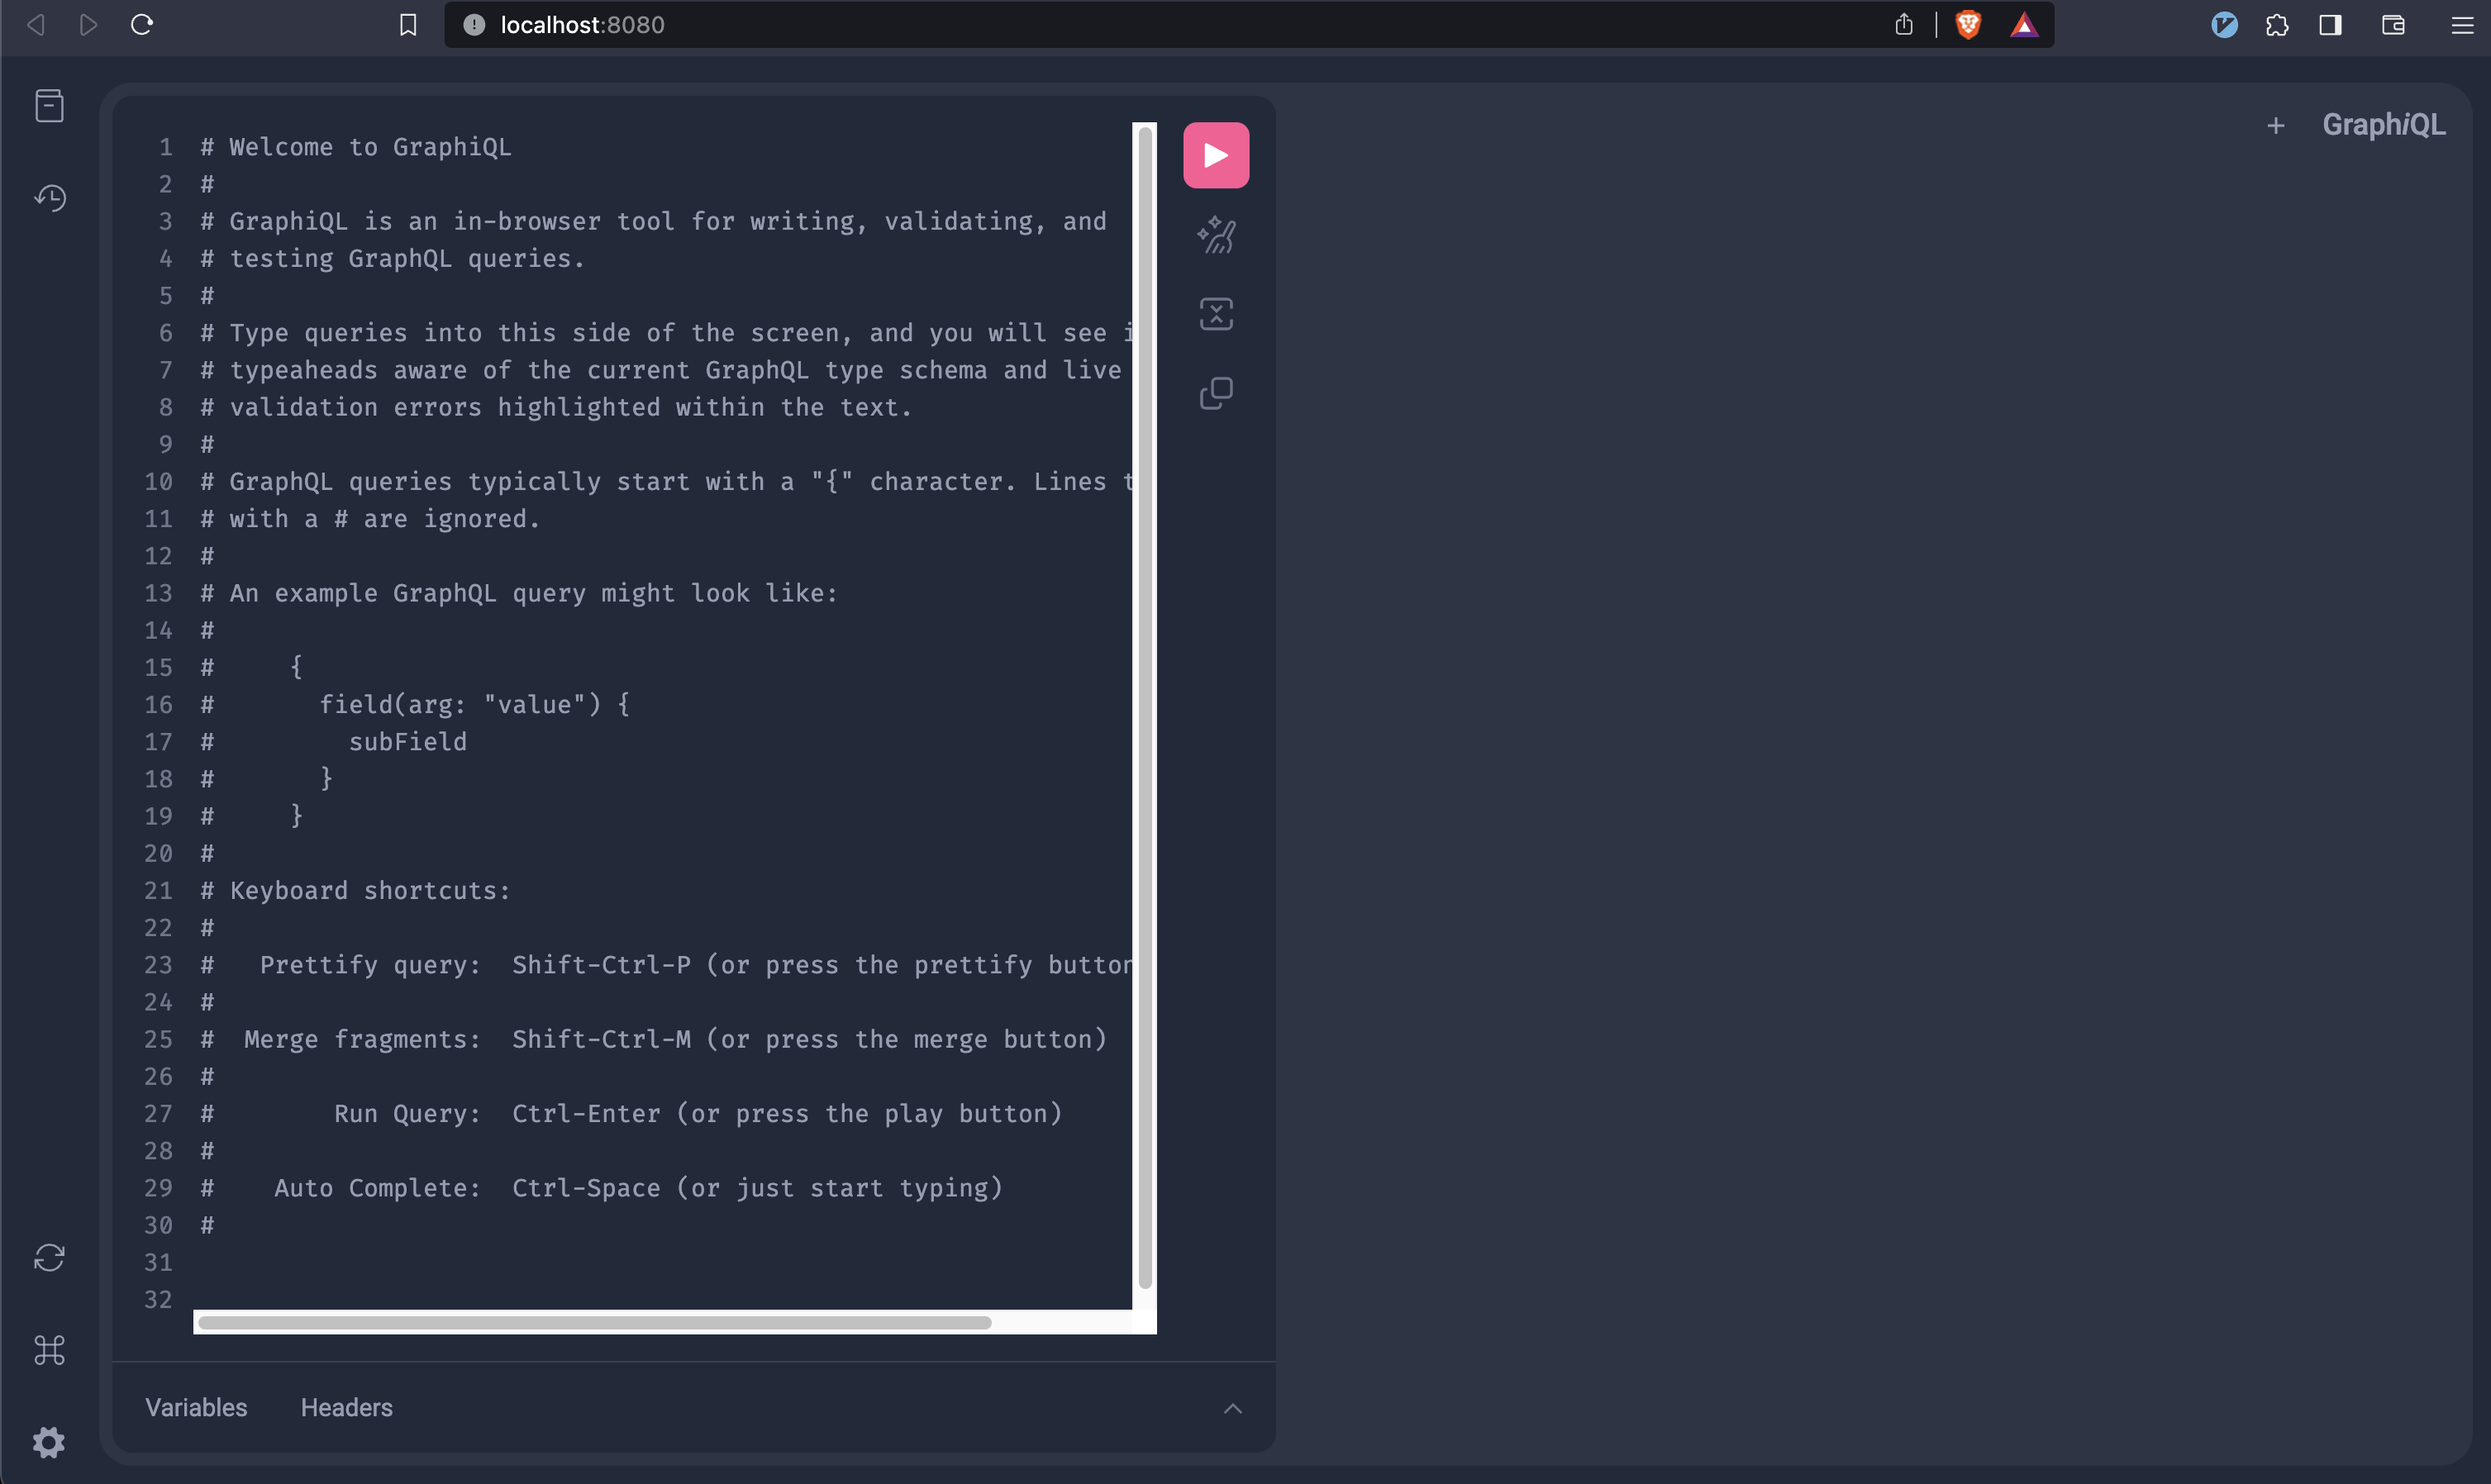 localhost:8080
GraphiQL
1 # Welcome to GraphiQL
2 #
3 # GraphiQL is an in-browser tool for writing, validating, and
4 # testing GraphQL queries.
5 #
6 # Type queries into this side of the screen, and you will see
7 # typeaheads aware of the current GraphQL type schema and live
8 # validation errors highlighted within the text.
9 #
10 # GraphQL queries typically start with a "{" character. Lines
11 # with a # are ignored.
12 #
13 # An example GraphQL query might look like:
14 #
15 #     {
16 #       field(arg: "value") {
17 #         subField
18 #       }
19 #     }
20 #
21 # Keyboard shortcuts:
22 #
23 #   Prettify query:  Shift-Ctrl-P (or press the prettify button
24 #
25 #  Merge fragments:  Shift-Ctrl-M (or press the merge button)
26 #
27 #        Run Query:  Ctrl-Enter (or press the play button)
28 #
29 #    Auto Complete:  Ctrl-Space (or just start typing)
30 #
31
32
Variables Headers